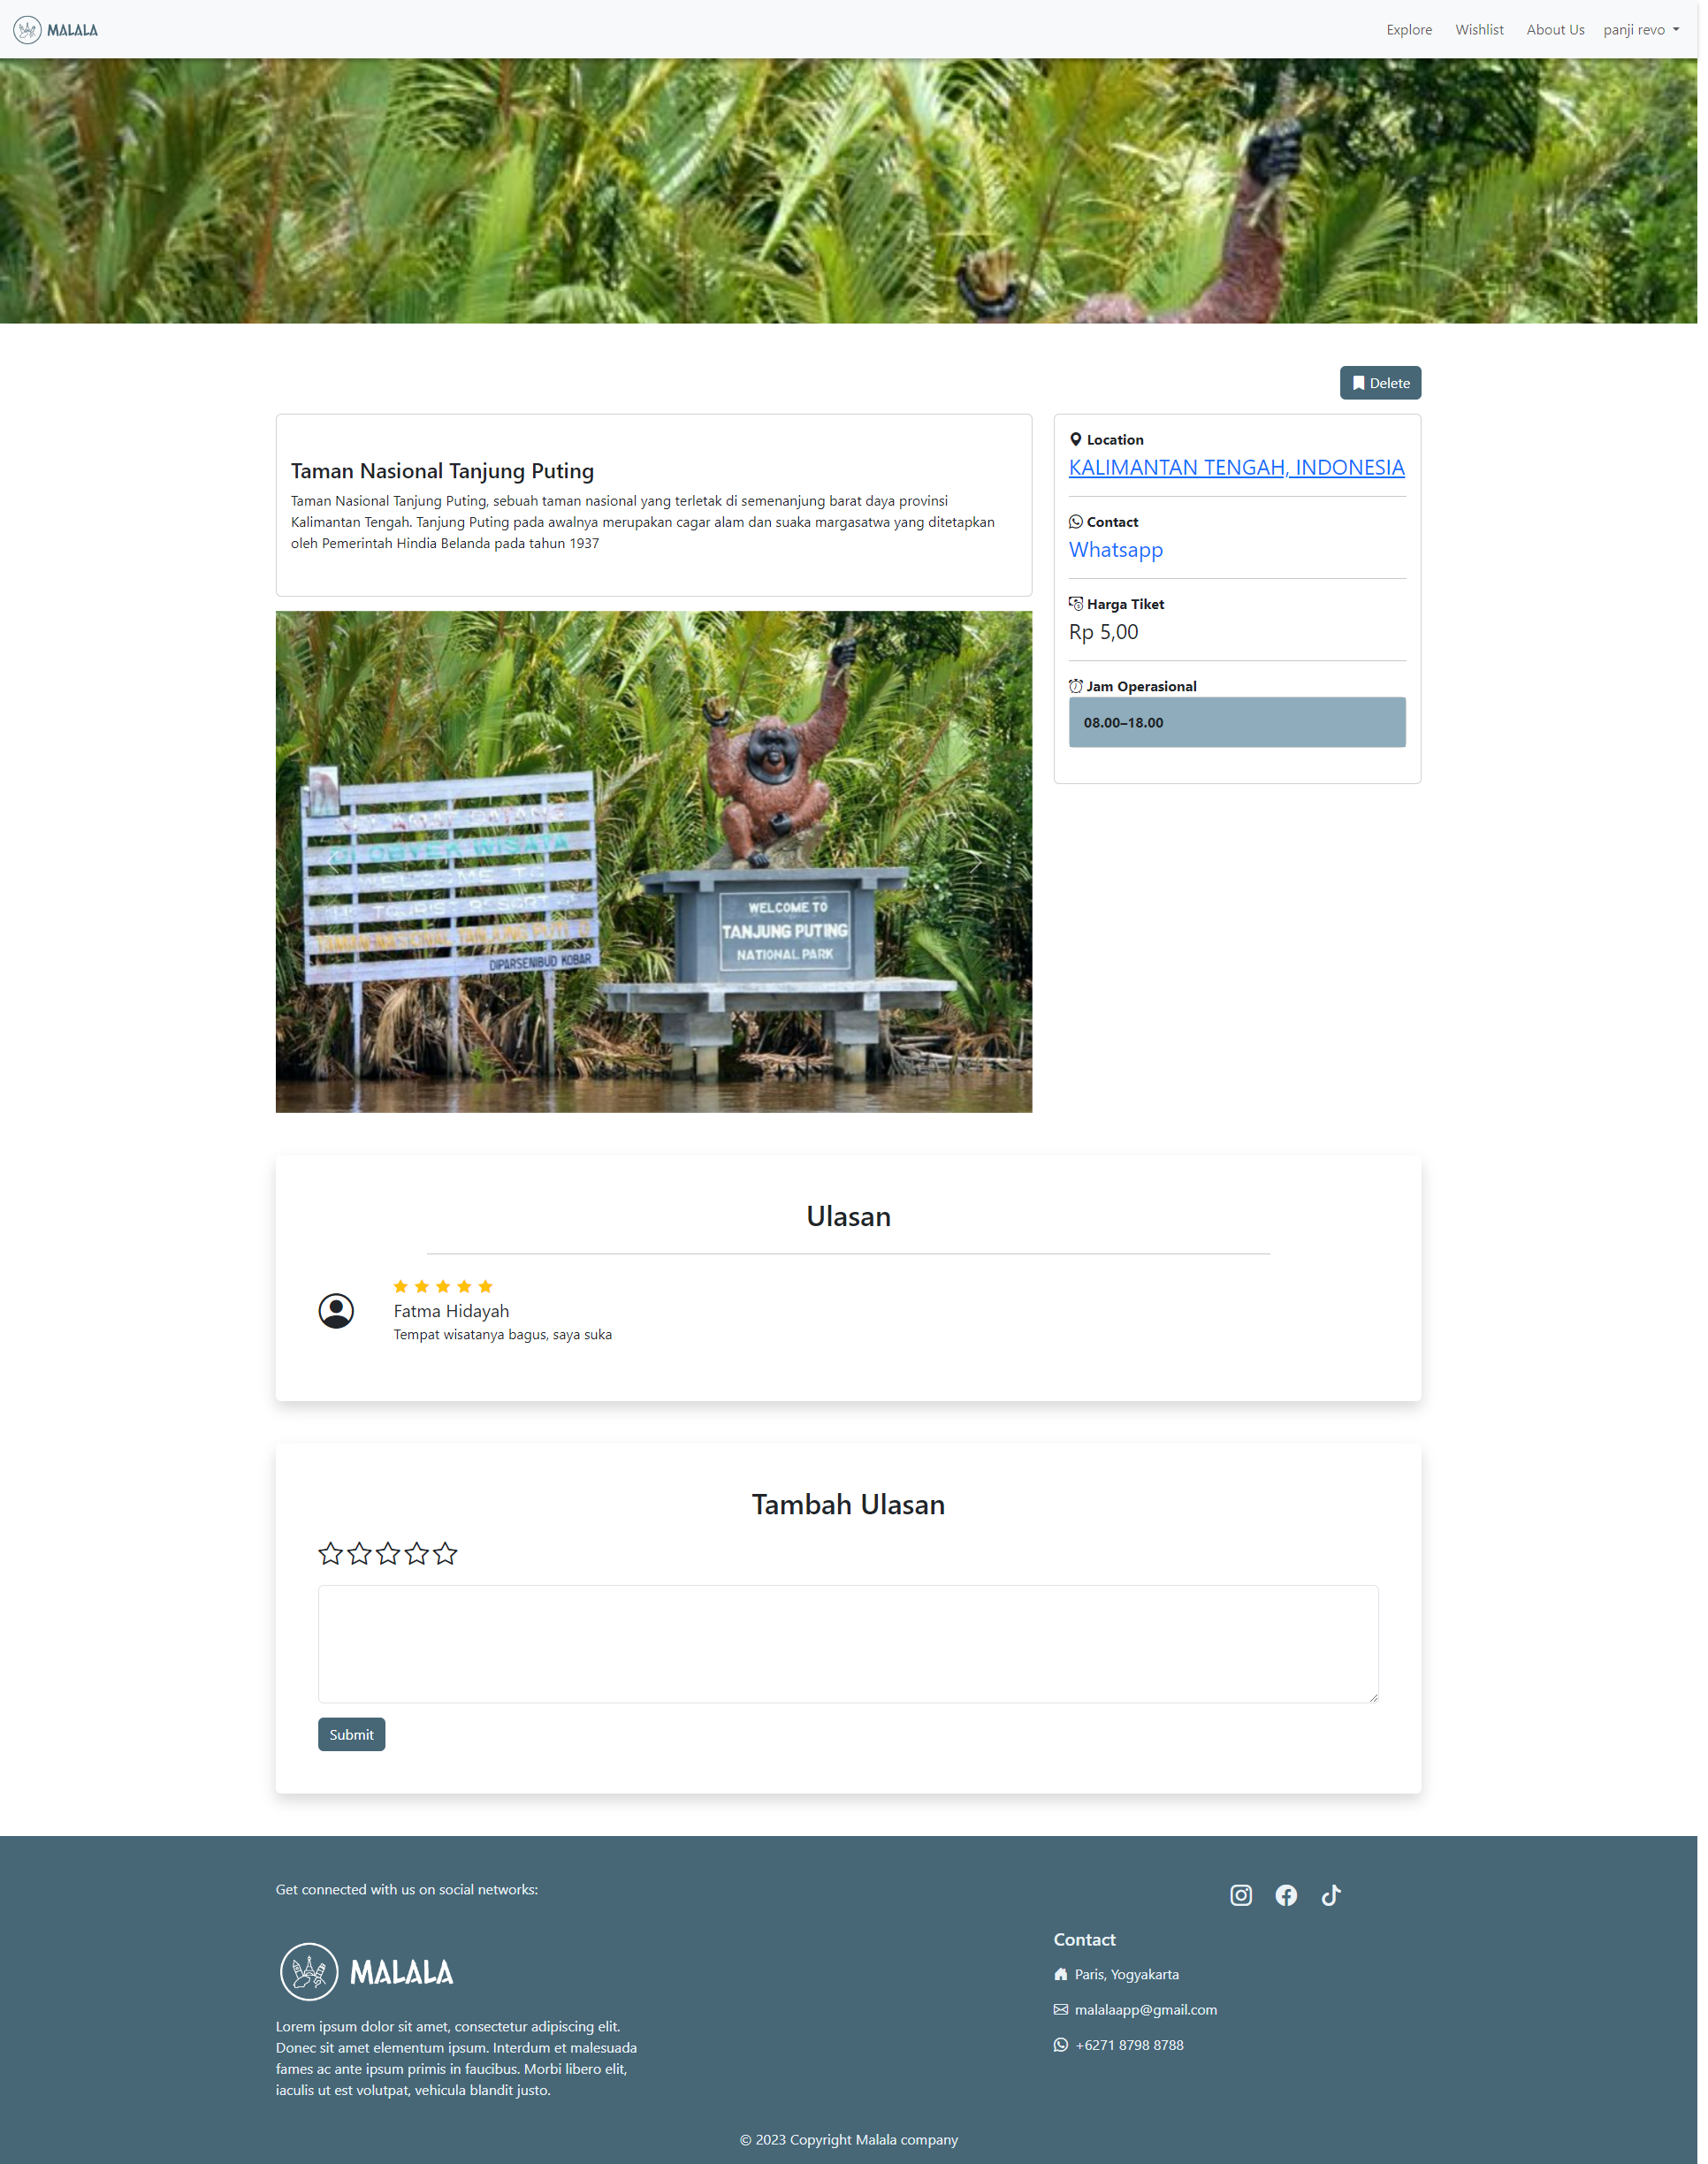 MALALA
Explore
Wishlist
About Us
panji revo
Delete
Taman Nasional Tanjung Puting
Taman Nasional Tanjung Puting, sebuah taman nasional yang terletak di semenanjung barat daya provinsi
Kalimantan Tengah. Tanjung Puting pada awalnya merupakan cagar alam dan suaka margasatwa yang ditetapkan
oleh Pemerintah Hindia Belanda pada tahun 1937
Location
KALIMANTAN TENGAH, INDONESIA
Contact
Whatsapp
Harga Tiket
Rp 5,00
Jam Operasional
08.00–18.00
DI OBYEK WISATA
WELCOME TO
TOURIST RESORT
TAMAN NASIONAL TANJUNG PUTING
DIPARSENIBUD KOBAR
WELCOME TO
TANJUNG PUTING
NATIONAL PARK
Ulasan
Fatma Hidayah
Tempat wisatanya bagus, saya suka
Tambah Ulasan
Submit
Get connected with us on social networks:
MALALA
Lorem ipsum dolor sit amet, consectetur adipiscing elit.
Donec sit amet elementum ipsum. Interdum et malesuada
fames ac ante ipsum primis in faucibus. Morbi libero elit,
iaculis ut est volutpat, vehicula blandit justo.
Contact
Paris, Yogyakarta
malalaapp@gmail.com
+6271 8798 8788
© 2023 Copyright Malala company